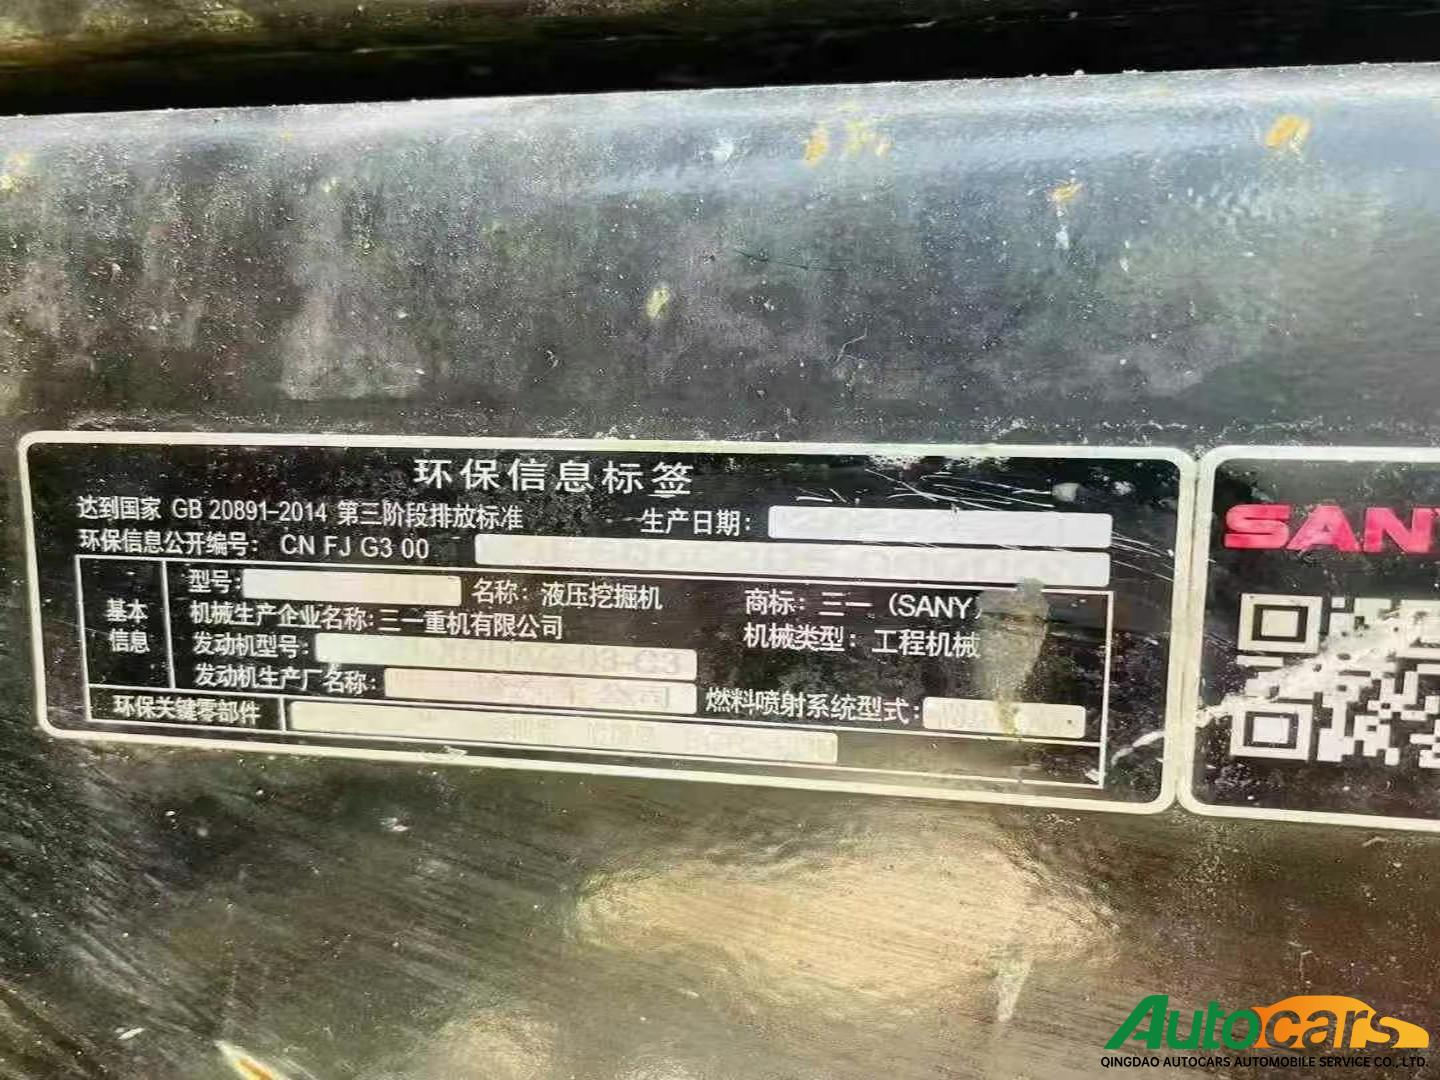 环保信息标签
达到国家 GB 20891-2014 第三阶段排放标准
生产日期:
环保信息公开编号: CN FJ G3 00
基本信息
型号:
名称: 液压挖掘机
商标: 三一 (SANY)
机械生产企业名称:三一重机有限公司
机械类型: 工程机械
发动机型号: 03-G3
发动机生产厂名称: 公司
燃料喷射系统型式:
环保关键零部件
SANY
Autocars
QINGDAO AUTOCARS AUTOMOBILE SERVICE CO.,LTD.